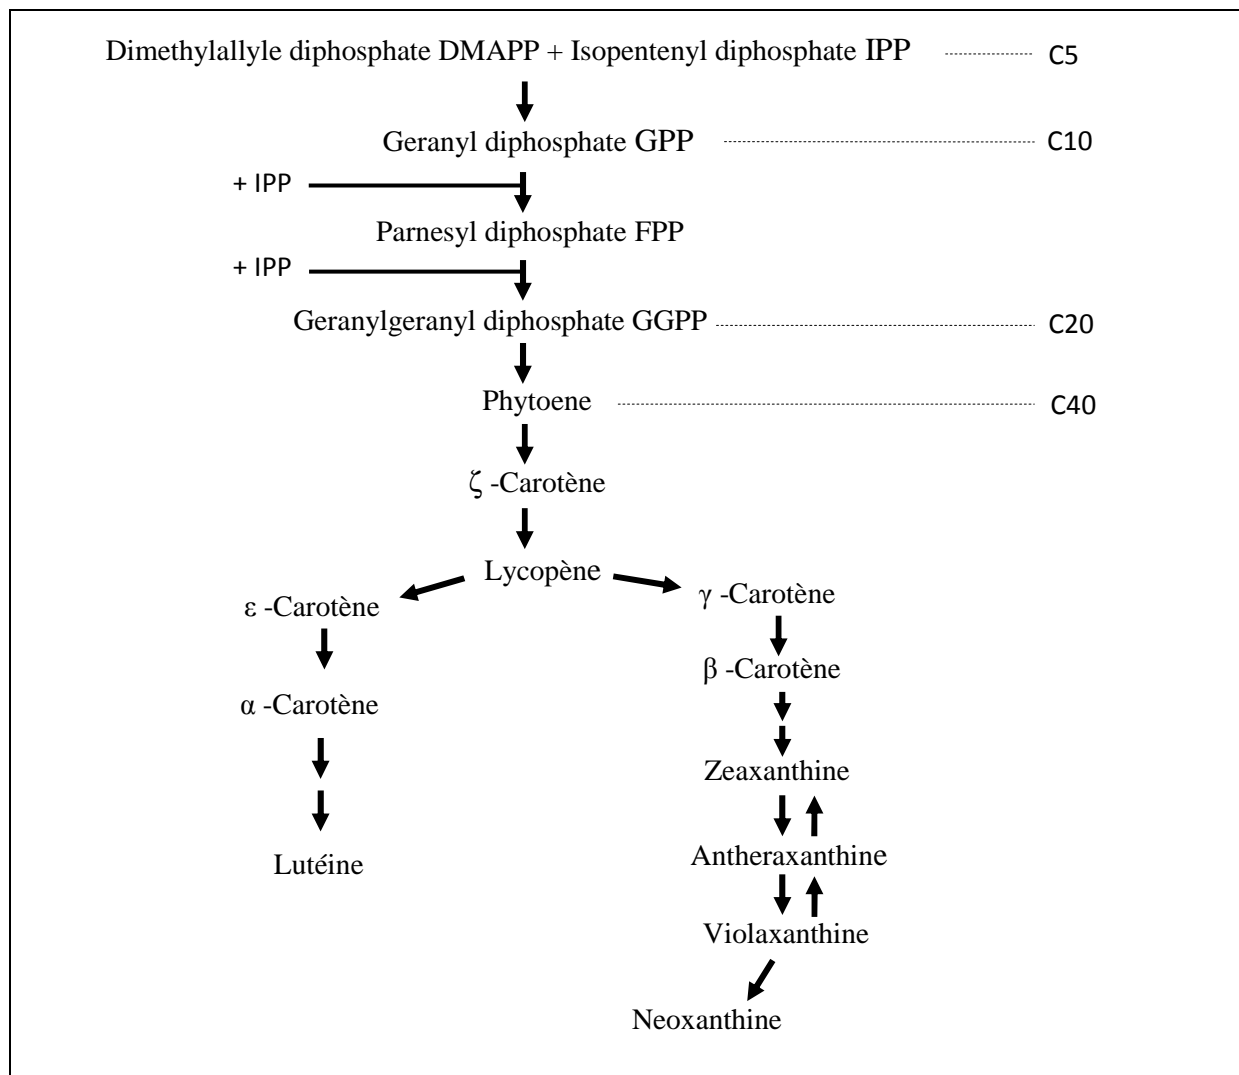 Dimethylallyle diphosphate DMAPP + Isopentenyl diphosphate IPP C5
Geranyl diphosphate GPP C10
+ IPP
Parnesyl diphosphate FPP
+ IPP
Geranylgeranyl diphosphate GGPP C20
Phytoene C40
ζ -Carotène
Lycopène
ε -Carotène γ -Carotène
β -Carotène
α -Carotène
Zeaxanthine
Lutéine Antheraxanthine
Violaxanthine
Neoxanthine